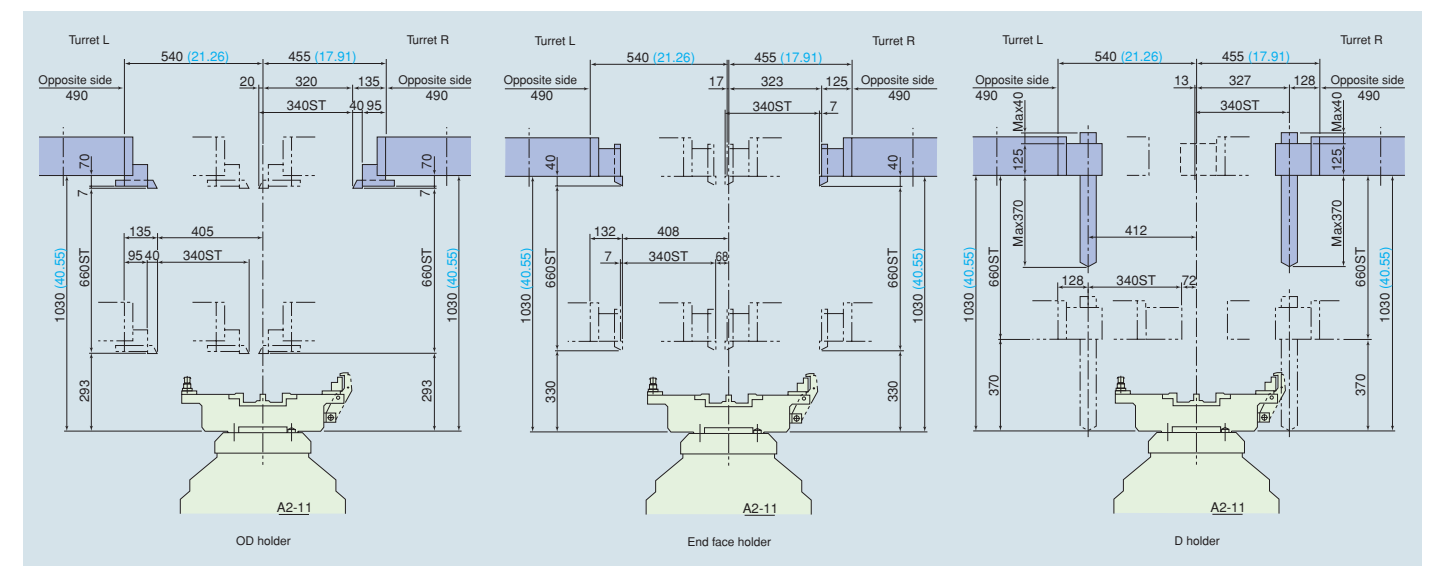 Turret L
Turret R
540 (21.26)
455 (17.91)
Opposite side
490
20
320
135
Opposite side
490
340ST
40
95
70
70
7
7
135
405
95
40
340ST
660ST
660ST
1030 (40.55)
1030 (40.55)
293
293
A2-11
OD holder
Turret L
Turret R
540 (21.26)
455 (17.91)
Opposite side
490
17
323
125
Opposite side
490
340ST
7
40
40
132
408
7
340ST
68
660ST
660ST
1030 (40.55)
1030 (40.55)
330
330
A2-11
End face holder
Turret L
Turret R
540 (21.26)
455 (17.91)
Opposite side
490
13
327
128
Opposite side
490
Max40
340ST
Max40
125
125
Max370
Max370
412
128
340ST
72
660ST
660ST
1030 (40.55)
1030 (40.55)
370
370
A2-11
D holder